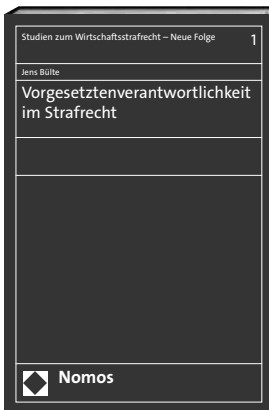 Studien zum Wirtschaftsstrafrecht – Neue Folge 1
Jens Bülte
Vorgesetztenverantwortlichkeit
im Strafrecht
Nomos